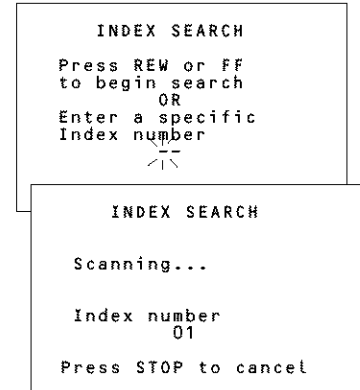 INDEX SEARCH
Press REW or FF
to begin search
OR
Enter a specific
Index number
--
INDEX SEARCH
Scanning...
Index number
01
Press STOP to cancel